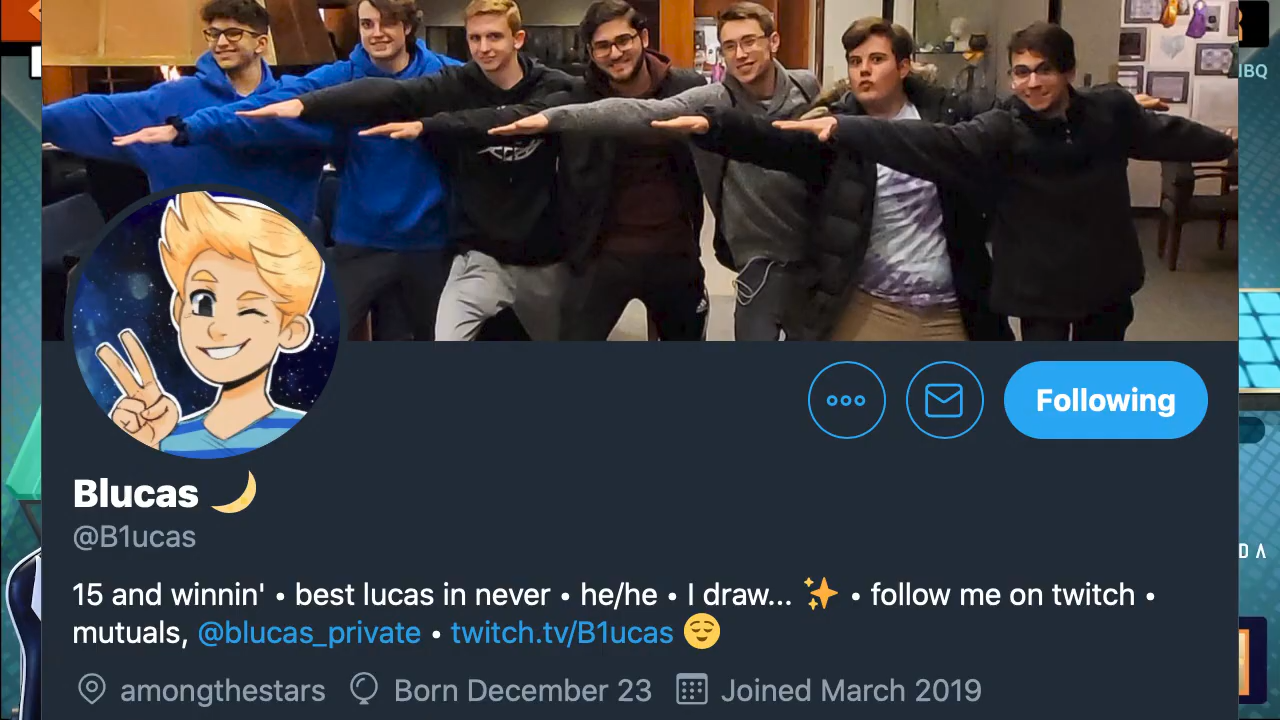 IBQ
Following
Blucas 🌙
@B1ucas
D A
15 and winnin' • best lucas in never • he/he • I draw... ✨ • follow me on twitch •
mutuals, @blucas_private • twitch.tv/B1ucas 😌
amongthestars Born December 23 Joined March 2019